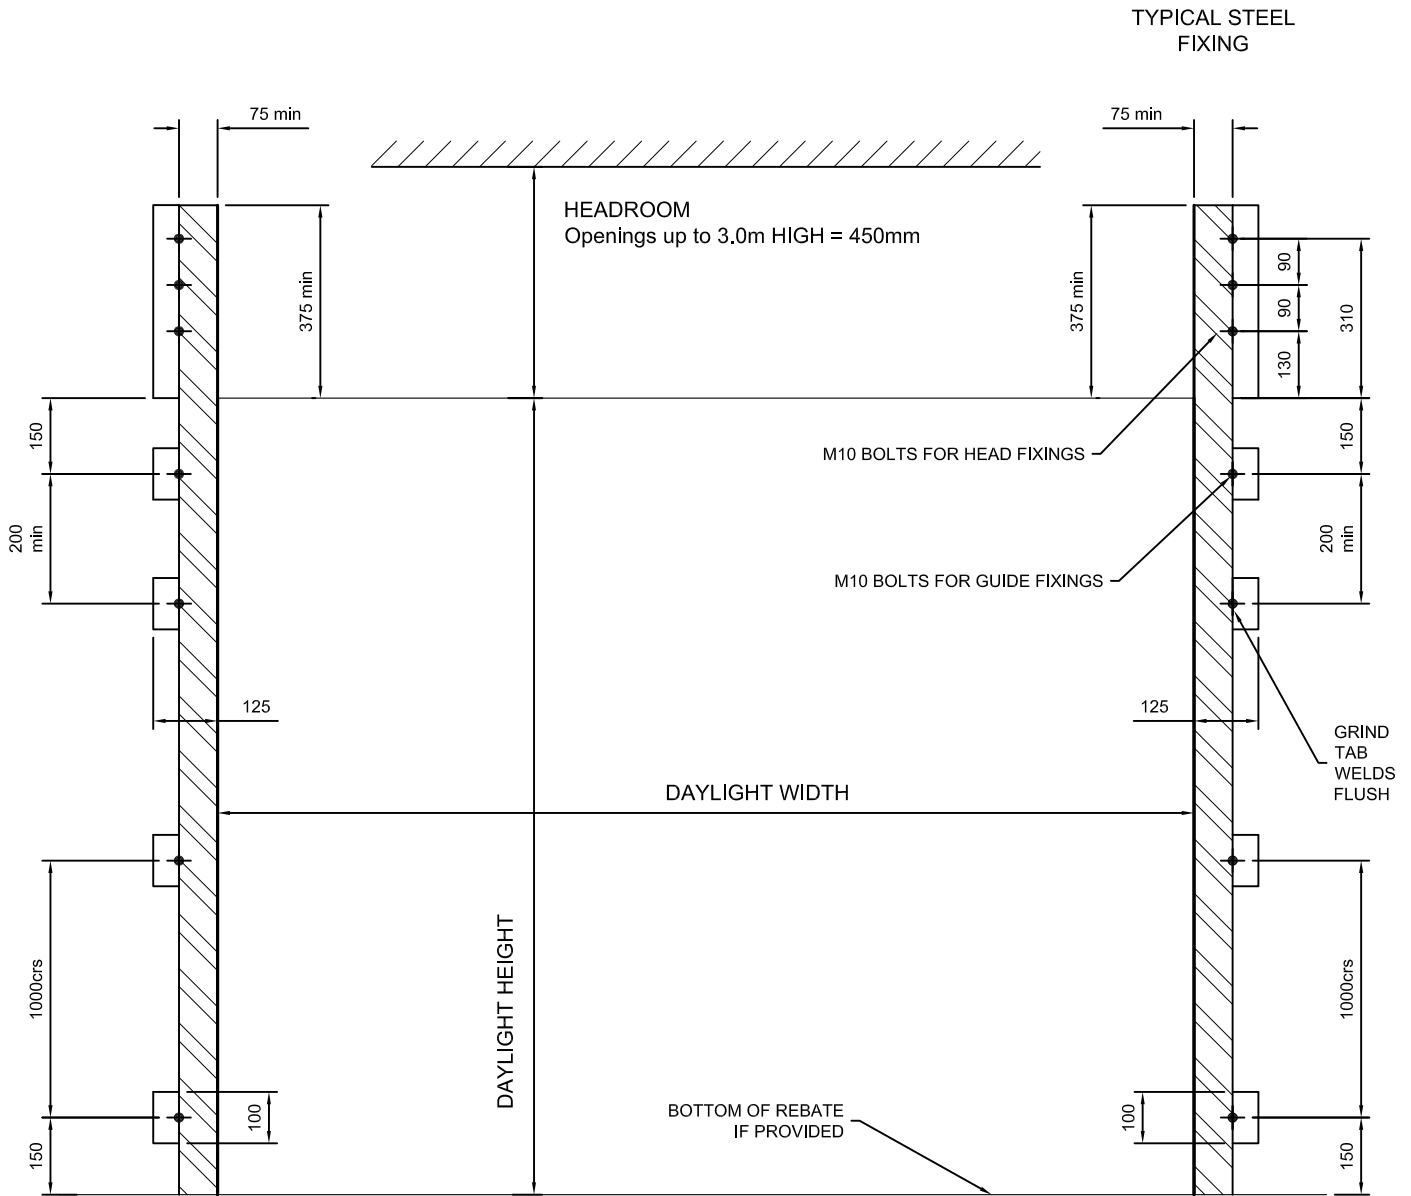 TYPICAL STEEL
FIXING
75 min
75 min
HEADROOM
Openings up to 3.0m HIGH = 450mm
375 min
375 min
90
90
130
310
150
150
M10 BOLTS FOR HEAD FIXINGS
200
min
200
min
M10 BOLTS FOR GUIDE FIXINGS
125
125
GRIND
TAB
WELDS
FLUSH
DAYLIGHT WIDTH
DAYLIGHT HEIGHT
1000crs
1000crs
100
100
BOTTOM OF REBATE
IF PROVIDED
150
150